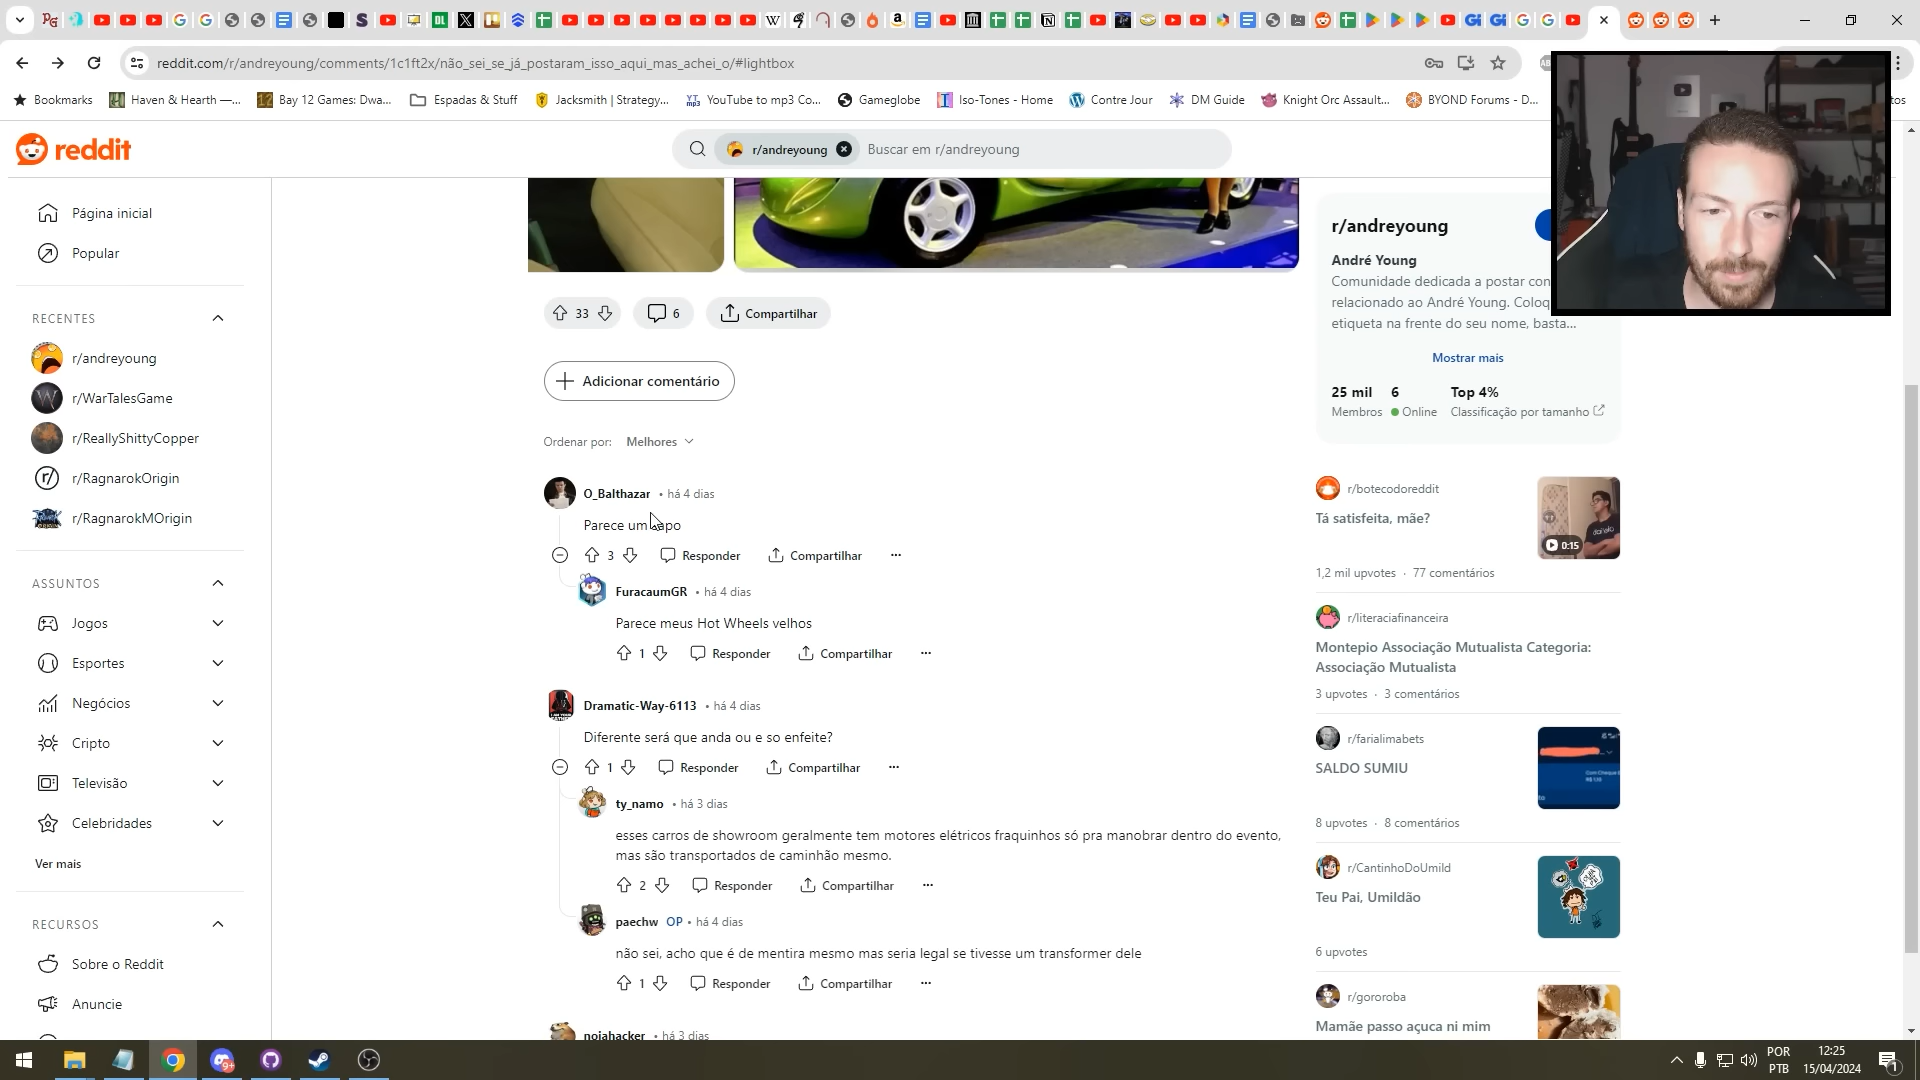 reddit.com/r/andreyoung/comments/1c1ft2x/não_sei_se_já_postaram_isso_aqui_mas_achei_o/#lightbox
Bookmarks
Haven & Hearth —...
Bay 12 Games: Dwa...
Espadas & Stuff
Jacksmith | Strategy...
YouTube to mp3 Co...
Gameglobe
Iso-Tones - Home
Contre Jour
DM Guide
Knight Orc Assault...
BYOND Forums - D...
reddit
r/andreyoung
Buscar em r/andreyoung
Página inicial
Popular
RECENTES
r/andreyoung
r/WarTalesGame
r/ReallyShittyCopper
r/RagnarokOrigin
r/RagnarokMOrigin
ASSUNTOS
Jogos
Esportes
Negócios
Cripto
Televisão
Celebridades
Ver mais
RECURSOS
Sobre o Reddit
Anuncie
33
6
Compartilhar
Adicionar comentário
Ordenar por: Melhores
O_Balthazar • há 4 dias
Parece um
3 Responder Compartilhar ...
FuracaumGR • há 4 dias
Parece meus Hot Wheels velhos
1 Responder Compartilhar ...
Dramatic-Way-6113 • há 4 dias
Diferente será que anda ou e so enfeite?
1 Responder Compartilhar ...
ty_namo • há 3 dias
esses carros de showroom geralmente tem motores elétricos fraquinhos só pra manobrar dentro do evento,
mas são transportados de caminhão mesmo.
2 Responder Compartilhar ...
paechw OP • há 4 dias
não sei, acho que é de mentira mesmo mas seria legal se tivesse um transformer dele
1 Responder Compartilhar ...
nojahacker • há 3 dias
r/andreyoung
André Young
Comunidade dedicada a postar con
relacionado ao André Young. Coloq
etiqueta na frente do seu nome, basta...
Mostrar mais
25 mil 6 Top 4%
Membros Online Classificação por tamanho
r/botecodoreddit
Tá satisfeita, mãe?
0:15
1,2 mil upvotes · 77 comentários
r/literaciafinanceira
Montepio Associação Mutualista Categoria:
Associação Mutualista
3 upvotes · 3 comentários
r/farialimabets
SALDO SUMIU
8 upvotes · 8 comentários
r/CantinhoDoUmild
Teu Pai, Umildão
6 upvotes
r/gororoba
Mamãe passo açuca ni mim
POR
PTB
12:25
15/04/2024